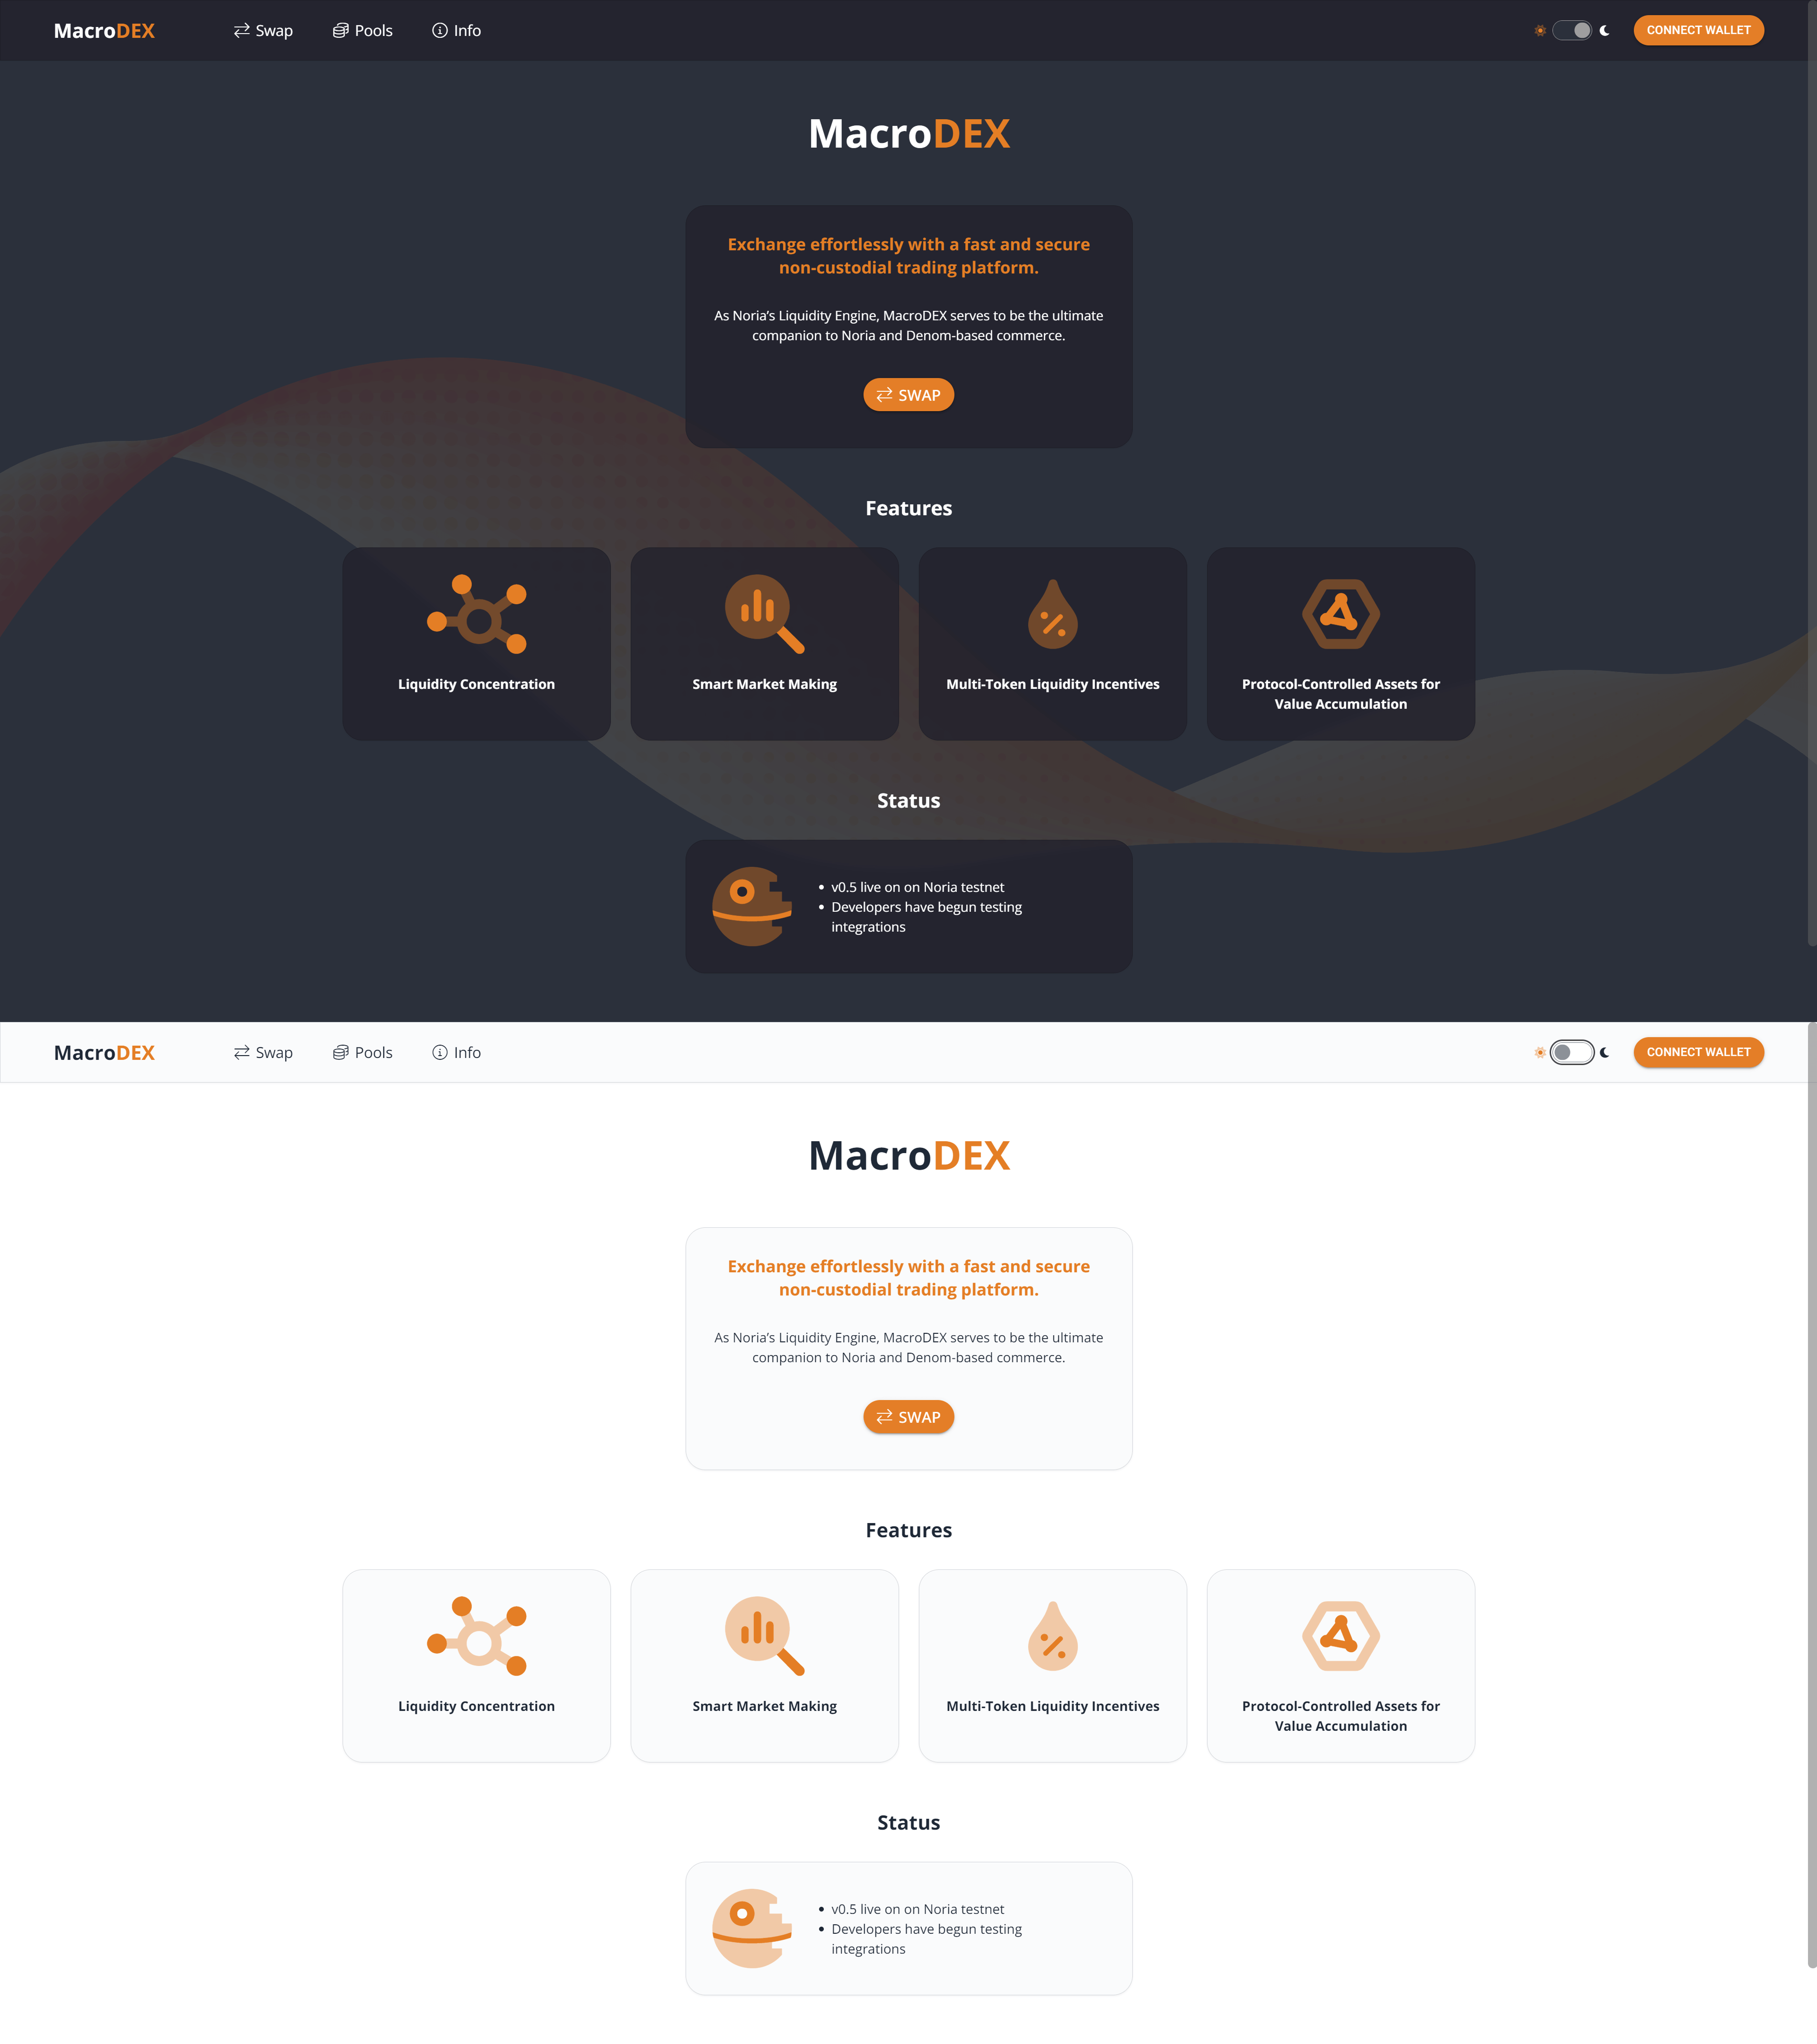 MacroDEX
Swap
Pools
Info
CONNECT WALLET
MacroDEX
Exchange effortlessly with a fast and secure
non-custodial trading platform.
As Noria’s Liquidity Engine, MacroDEX serves to be the ultimate
companion to Noria and Denom-based commerce.
SWAP
Features
Liquidity Concentration
Smart Market Making
Multi-Token Liquidity Incentives
Protocol-Controlled Assets for
Value Accumulation
Status
v0.5 live on on Noria testnet
Developers have begun testing
integrations
MacroDEX
Swap
Pools
Info
CONNECT WALLET
MacroDEX
Exchange effortlessly with a fast and secure
non-custodial trading platform.
As Noria’s Liquidity Engine, MacroDEX serves to be the ultimate
companion to Noria and Denom-based commerce.
SWAP
Features
Liquidity Concentration
Smart Market Making
Multi-Token Liquidity Incentives
Protocol-Controlled Assets for
Value Accumulation
Status
v0.5 live on on Noria testnet
Developers have begun testing
integrations